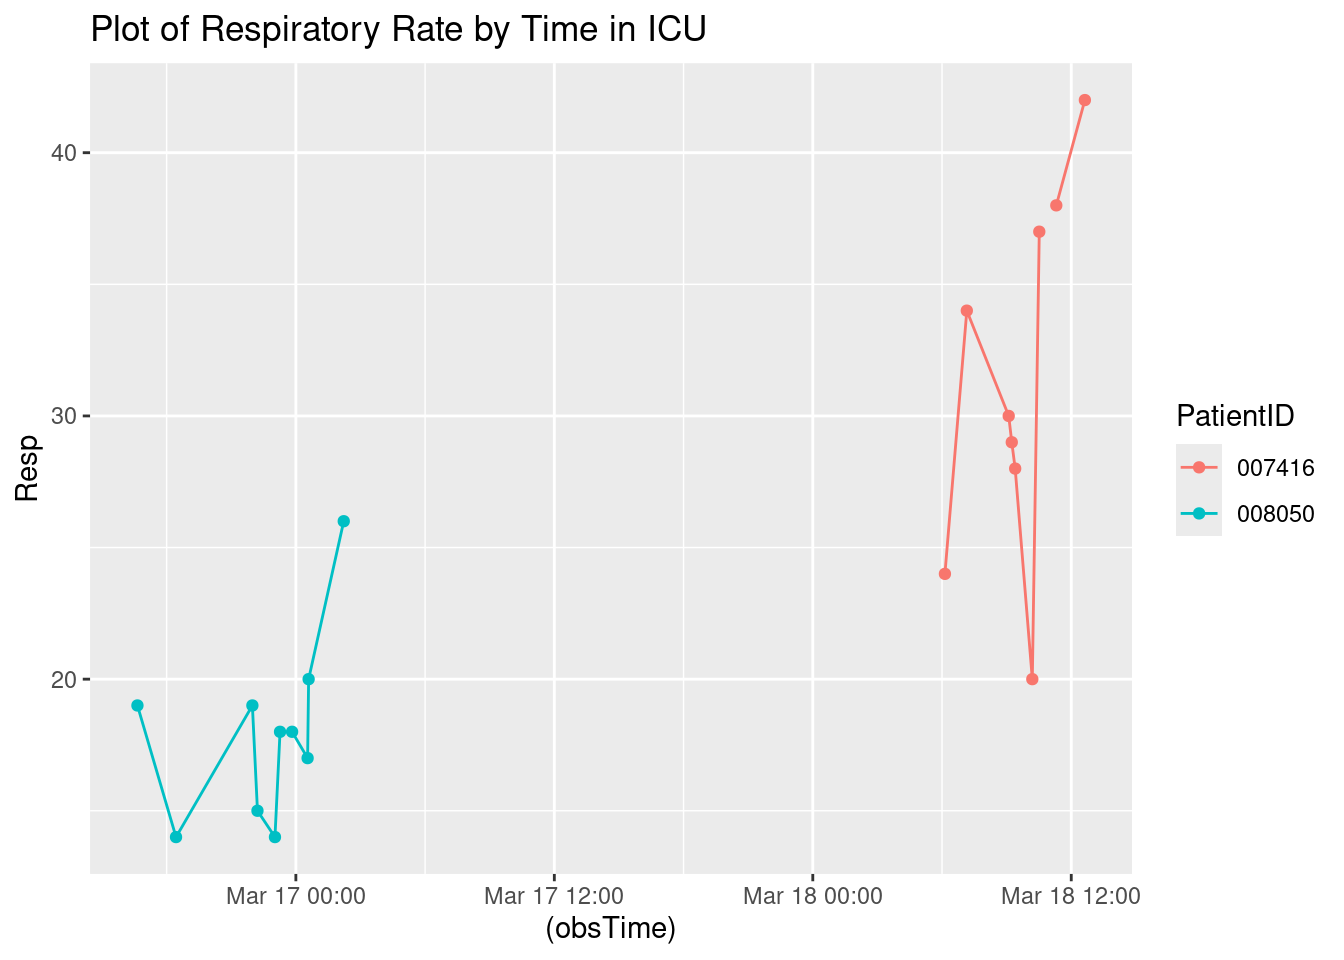 Plot of Respiratory Rate by Time in ICU
40
30
20
Resp
Mar 17 00:00
Mar 17 12:00
Mar 18 00:00
Mar 18 12:00
(obsTime)
PatientID
007416
008050